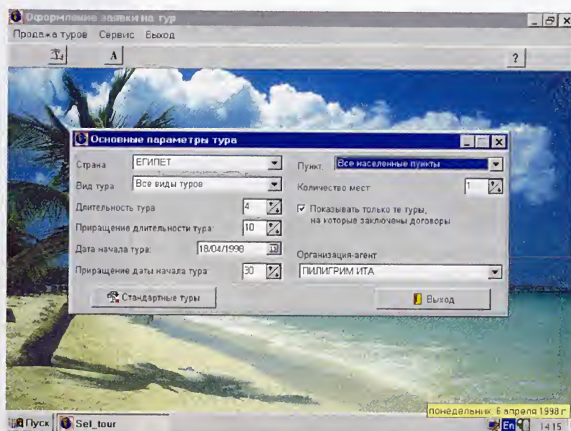 Оформление заявки на тур
Продажа туров Сервис Выход
A ?
Основные параметры тура
Страна ЕГИПЕТ Пункт Все населенные пункты
Вид тура Все виды туров Количество мест 1
Длительность тура 4 Показывать только те туры,
на которые заключены договоры
Приращение длительности тура: 10
Дата начала тура: 18/04/1998 Организация-агент
Приращение даты начала тура: 30 ПИЛИГРИМ ИТА
Стандартные туры Выход
понедельник 6 апреля 1998 г
Пуск Sel_tour En 14:15